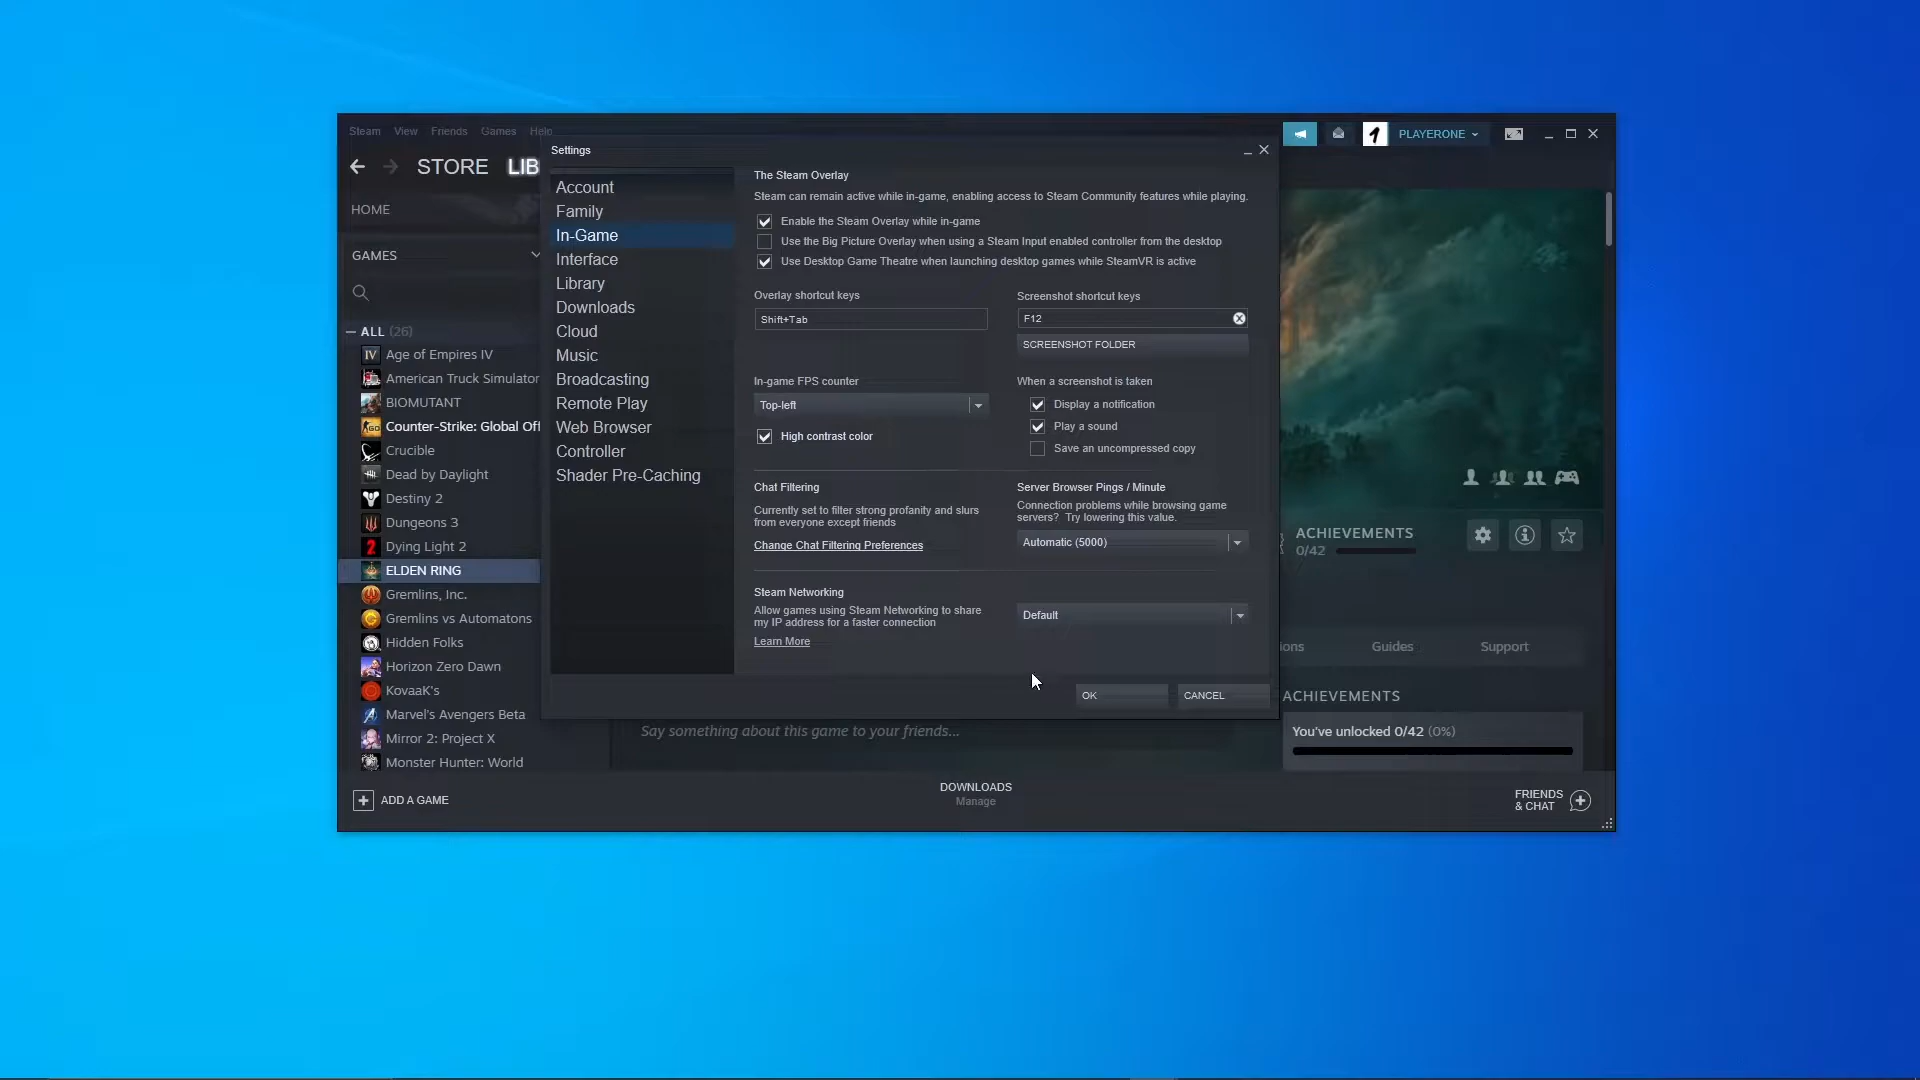 Steam View Friends Games Help
PLAYERONE
STORE LIB
HOME
GAMES
ALL (26)
Age of Empires IV
American Truck Simulator
BIOMUTANT
Counter-Strike: Global Off
Crucible
Dead by Daylight
Destiny 2
Dungeons 3
Dying Light 2
ELDEN RING
Gremlins, Inc.
Gremlins vs Automatons
Hidden Folks
Horizon Zero Dawn
KovaaK's
Marvel's Avengers Beta
Mirror 2: Project X
Monster Hunter: World
ADD A GAME
Settings
Account
Family
In-Game
Interface
Library
Downloads
Cloud
Music
Broadcasting
Remote Play
Web Browser
Controller
Shader Pre-Caching
The Steam Overlay
Steam can remain active while in-game, enabling access to Steam Community features while playing.
Enable the Steam Overlay while in-game
Use the Big Picture Overlay when using a Steam Input enabled controller from the desktop
Use Desktop Game Theatre when launching desktop games while SteamVR is active
Overlay shortcut keys
Shift+Tab
Screenshot shortcut keys
F12
SCREENSHOT FOLDER
In-game FPS counter
Top-left
High contrast color
When a screenshot is taken
Display a notification
Play a sound
Save an uncompressed copy
Chat Filtering
Currently set to filter strong profanity and slurs
from everyone except friends
Change Chat Filtering Preferences
Server Browser Pings / Minute
Connection problems while browsing game
servers? Try lowering this value.
Automatic (5000)
Steam Networking
Allow games using Steam Networking to share
my IP address for a faster connection
Learn More
Default
OK
CANCEL
ACHIEVEMENTS
0/42
ions
Guides
Support
ACHIEVEMENTS
You've unlocked 0/42 (0%)
Say something about this game to your friends...
DOWNLOADS
Manage
FRIENDS
& CHAT